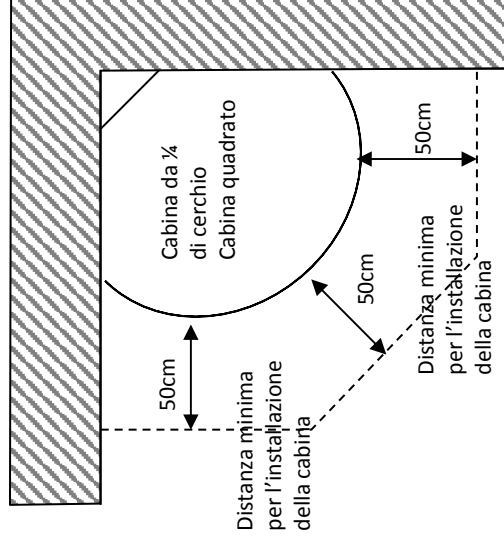 Cabina da ¼
di cerchio
Cabina quadrato
50cm
Distanza minima
per l’installazione
della cabina
50cm
50cm
Distanza minima
per l’installazione
della cabina